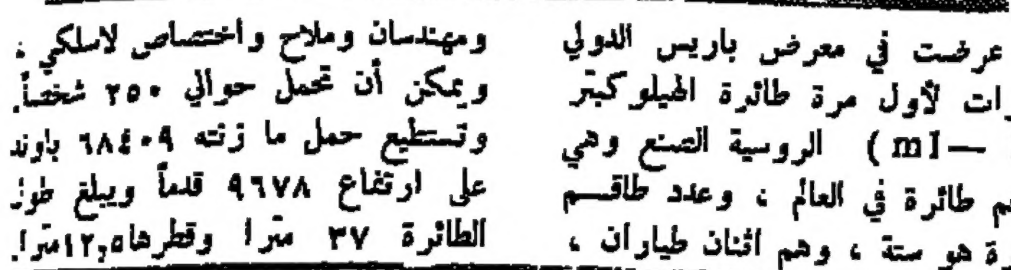 عرضت في معرض باريس الدولي
رات لأول مرة طائرة الهيلوكبتر
( ml — الروسية الصنع وهي
م طائرة في العالم ، وعدد طاقم
رة هو ستة ، وهم اثنان طياران ،
ومهندسان وملاح واختصاص لاسلكي ،
ويمكن أن تحمل حوالي ٢٥٠ شخصاً.
وتستطيع حمل ما زنته ٦٨٤٠٩ باوند
على ارتفاع ٩٦٧٨ قدماً ويبلغ طول
الطائرة ٣٧ مترا وقطرها ١٢,٥ مترا.